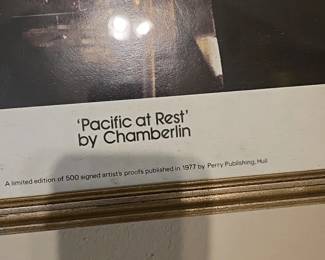 'Pacific at Rest'
by Chamberlin
A limited edition of 500 signed artist's proofs published in 1977 by Perry Publishing, Hull